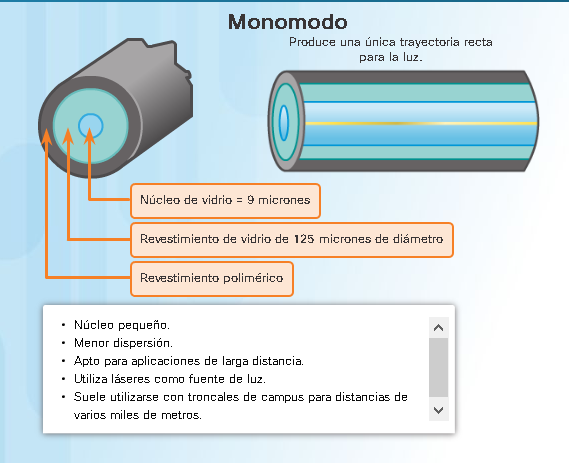 Monomodo
Produce una única trayectoria recta
para la luz.
Núcleo de vidrio = 9 micrones
Revestimiento de vidrio de 125 micrones de diámetro
Revestimiento polimérico
• Núcleo pequeño.
• Menor dispersión.
• Apto para aplicaciones de larga distancia.
• Utiliza láseres como fuente de luz.
• Suele utilizarse con troncales de campus para distancias de
varios miles de metros.